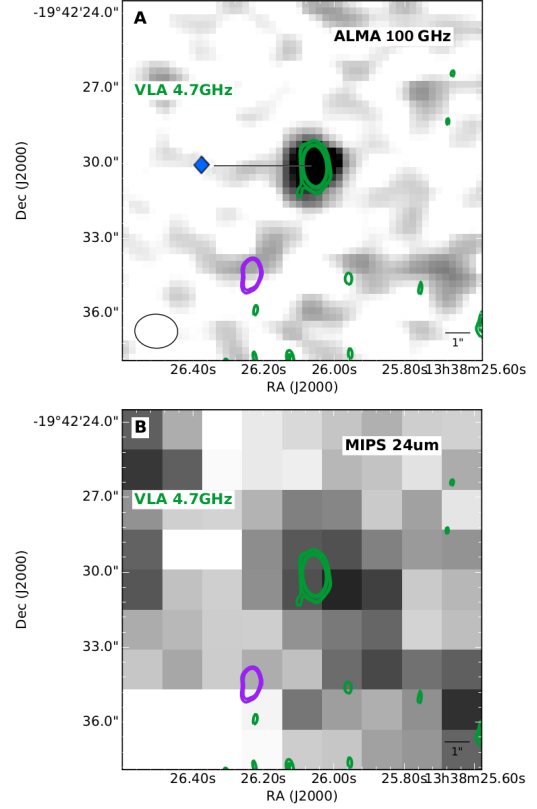 -19°42'24.0"
A
ALMA 100 GHz
27.0"
VLA 4.7GHz
30.0"
33.0"
36.0"
1"
26.40s 26.20s 26.00s 25.80s 13h38m25.60s
RA (J2000)
Dec (J2000)
-19°42'24.0"
B
MIPS 24um
27.0"
VLA 4.7GHz
30.0"
33.0"
36.0"
1"
26.40s 26.20s 26.00s 25.80s 13h38m25.60s
RA (J2000)
Dec (J2000)